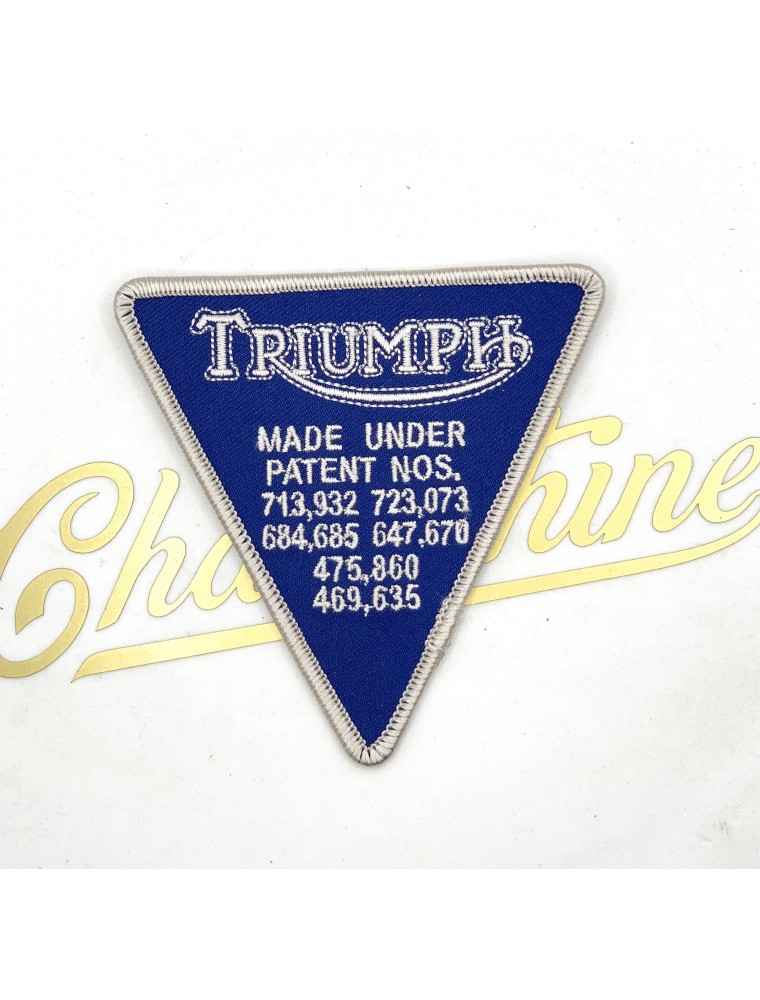 TRIUMPH
MADE UNDER
PATENT NOS.
713,932 723,073
684,685 647.670
475,860
469,635